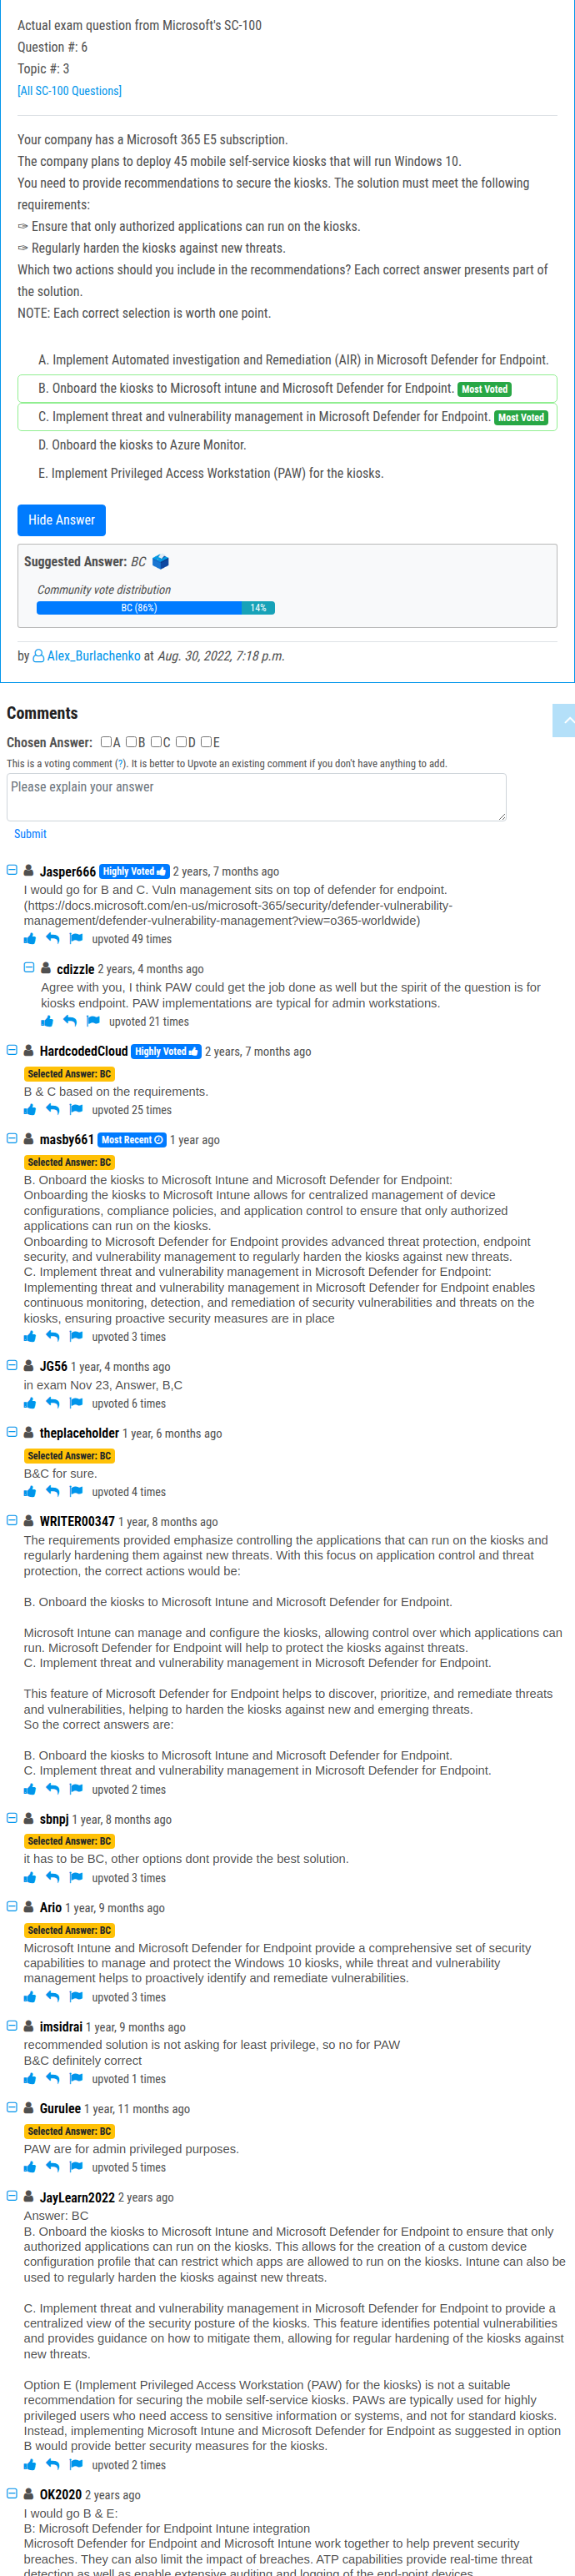 Actual exam question from Microsoft's SC-100
Question #: 6
Topic #: 3
[All SC-100 Questions]
Your company has a Microsoft 365 E5 subscription.
The company plans to deploy 45 mobile self-service kiosks that will run Windows 10.
You need to provide recommendations to secure the kiosks. The solution must meet the following
requirements:
✑ Ensure that only authorized applications can run on the kiosks.
✑ Regularly harden the kiosks against new threats.
Which two actions should you include in the recommendations? Each correct answer presents part of
the solution.
NOTE: Each correct selection is worth one point.
A. Implement Automated investigation and Remediation (AIR) in Microsoft Defender for Endpoint.
B. Onboard the kiosks to Microsoft intune and Microsoft Defender for Endpoint. Most Voted
C. Implement threat and vulnerability management in Microsoft Defender for Endpoint. Most Voted
D. Onboard the kiosks to Azure Monitor.
E. Implement Privileged Access Workstation (PAW) for the kiosks.
Hide Answer
Suggested Answer: BC
Community vote distribution
BC (86%) 14%
by Alex_Burlachenko at Aug. 30, 2022, 7:18 p.m.
Comments
Chosen Answer: A B C D E
This is a voting comment (?). It is better to Upvote an existing comment if you don't have anything to add.
Please explain your answer
Submit
Jasper666 Highly Voted 2 years, 7 months ago
I would go for B and C. Vuln management sits on top of defender for endpoint.
(https://docs.microsoft.com/en-us/microsoft-365/security/defender-vulnerability-
management/defender-vulnerability-management?view=o365-worldwide)
upvoted 49 times
cdizzle 2 years, 4 months ago
Agree with you, I think PAW could get the job done as well but the spirit of the question is for
kiosks endpoint. PAW implementations are typical for admin workstations.
upvoted 21 times
HardcodedCloud Highly Voted 2 years, 7 months ago
Selected Answer: BC
B & C based on the requirements.
upvoted 25 times
masby661 Most Recent 1 year ago
Selected Answer: BC
B. Onboard the kiosks to Microsoft Intune and Microsoft Defender for Endpoint:
Onboarding the kiosks to Microsoft Intune allows for centralized management of device
configurations, compliance policies, and application control to ensure that only authorized
applications can run on the kiosks.
Onboarding to Microsoft Defender for Endpoint provides advanced threat protection, endpoint
security, and vulnerability management to regularly harden the kiosks against new threats.
C. Implement threat and vulnerability management in Microsoft Defender for Endpoint:
Implementing threat and vulnerability management in Microsoft Defender for Endpoint enables
continuous monitoring, detection, and remediation of security vulnerabilities and threats on the
kiosks, ensuring proactive security measures are in place
upvoted 3 times
JG56 1 year, 4 months ago
in exam Nov 23, Answer, B,C
upvoted 6 times
theplaceholder 1 year, 6 months ago
Selected Answer: BC
B&C for sure.
upvoted 4 times
WRITER00347 1 year, 8 months ago
The requirements provided emphasize controlling the applications that can run on the kiosks and
regularly hardening them against new threats. With this focus on application control and threat
protection, the correct actions would be:
B. Onboard the kiosks to Microsoft Intune and Microsoft Defender for Endpoint.
Microsoft Intune can manage and configure the kiosks, allowing control over which applications can
run. Microsoft Defender for Endpoint will help to protect the kiosks against threats.
C. Implement threat and vulnerability management in Microsoft Defender for Endpoint.
This feature of Microsoft Defender for Endpoint helps to discover, prioritize, and remediate threats
and vulnerabilities, helping to harden the kiosks against new and emerging threats.
So the correct answers are:
B. Onboard the kiosks to Microsoft Intune and Microsoft Defender for Endpoint.
C. Implement threat and vulnerability management in Microsoft Defender for Endpoint.
upvoted 2 times
sbnpj 1 year, 8 months ago
Selected Answer: BC
it has to be BC, other options dont provide the best solution.
upvoted 3 times
Ario 1 year, 9 months ago
Selected Answer: BC
Microsoft Intune and Microsoft Defender for Endpoint provide a comprehensive set of security
capabilities to manage and protect the Windows 10 kiosks, while threat and vulnerability
management helps to proactively identify and remediate vulnerabilities.
upvoted 3 times
imsidrai 1 year, 9 months ago
recommended solution is not asking for least privilege, so no for PAW
B&C definitely correct
upvoted 1 times
Gurulee 1 year, 11 months ago
Selected Answer: BC
PAW are for admin privileged purposes.
upvoted 5 times
JayLearn2022 2 years ago
Answer: BC
B. Onboard the kiosks to Microsoft Intune and Microsoft Defender for Endpoint to ensure that only
authorized applications can run on the kiosks. This allows for the creation of a custom device
configuration profile that can restrict which apps are allowed to run on the kiosks. Intune can also be
used to regularly harden the kiosks against new threats.
C. Implement threat and vulnerability management in Microsoft Defender for Endpoint to provide a
centralized view of the security posture of the kiosks. This feature identifies potential vulnerabilities
and provides guidance on how to mitigate them, allowing for regular hardening of the kiosks against
new threats.
Option E (Implement Privileged Access Workstation (PAW) for the kiosks) is not a suitable
recommendation for securing the mobile self-service kiosks. PAWs are typically used for highly
privileged users who need access to sensitive information or systems, and not for standard kiosks.
Instead, implementing Microsoft Intune and Microsoft Defender for Endpoint as suggested in option
B would provide better security measures for the kiosks.
upvoted 2 times
OK2020 2 years ago
I would go B & E:
B: Microsoft Defender for Endpoint Intune integration
Microsoft Defender for Endpoint and Microsoft Intune work together to help prevent security
breaches. They can also limit the impact of breaches. ATP capabilities provide real-time threat
detection as well as enable extensive auditing and logging of the end-point devices